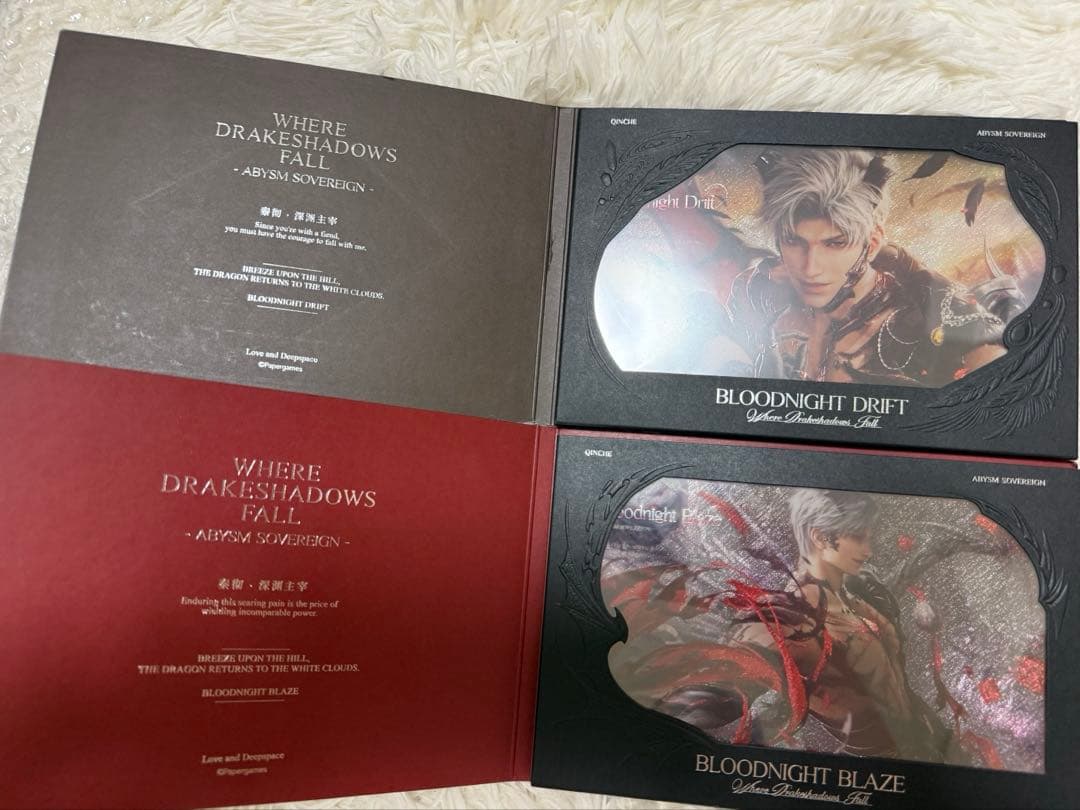 WHERE
DRAKESHADOWS
FALL
- ABYSM SOVEREIGN -
秦彻·深渊主宰
Since you're with a fiend,
you must have the courage to fall with me.
BREEZE UPON THE HILL,
THE DRAGON RETURNS TO THE WHITE CLOUDS.
BLOODNIGHT DRIFT
Love and Deepspace
©Papergames
QINCHE
ABYSM SOVEREIGN
night Drift
BLOODNIGHT DRIFT
Where Drakeshadows Fall
WHERE
DRAKESHADOWS
FALL
- ABYSM SOVEREIGN -
秦彻·深渊主宰
Enduring this searing pain is the price of
wielding incomparable power.
BREEZE UPON THE HILL,
THE DRAGON RETURNS TO THE WHITE CLOUDS.
BLOODNIGHT BLAZE
Love and Deepspace
©Papergames
QINCHE
ABYSM SOVEREIGN
oodnight
BLOODNIGHT BLAZE
Where Drakeshadows Fall